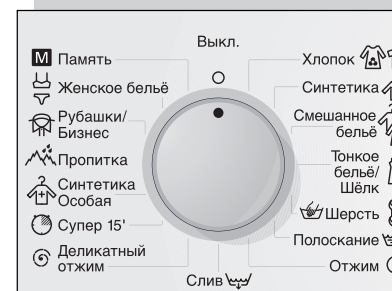 Выкл.
M Память
Женское бельё
Рубашки/
Бизнес
Пропитка
Синтетика
Особая
Супер 15'
Деликатный
отжим
Слив
Хлопок
Синтетика
Смешанное
бельё
Тонкое
бельё/
Шёлк
Шерсть
Полоскание
Отжим